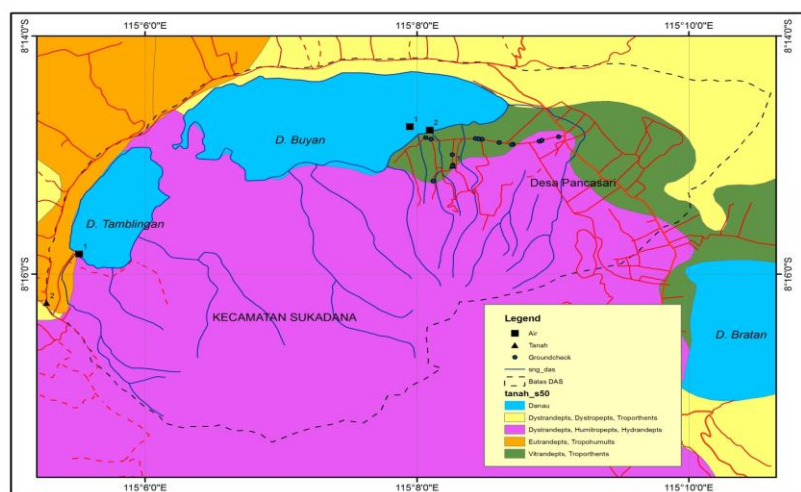 115°6'0"E 115°8'0"E 115°10'0"E
8°14'0"S 8°14'0"S
D. Buyan
1
2
1
Desa Pancasari
D. Tamblingan
1
8°16'0"S 8°16'0"S
2
KECAMATAN SUKADANA
D. Bratan
Legend
Air
Tanah
Groundcheck
sng_das
Batas DAS
tanah_s50
Danau
Dystrandepts, Dystropepts, Troporthents
Dystrandepts, Humitropepts, Hydrandepts
Eutrandepts, Tropohumults
Vitrandepts, Troporthents
115°6'0"E 115°8'0"E 115°10'0"E